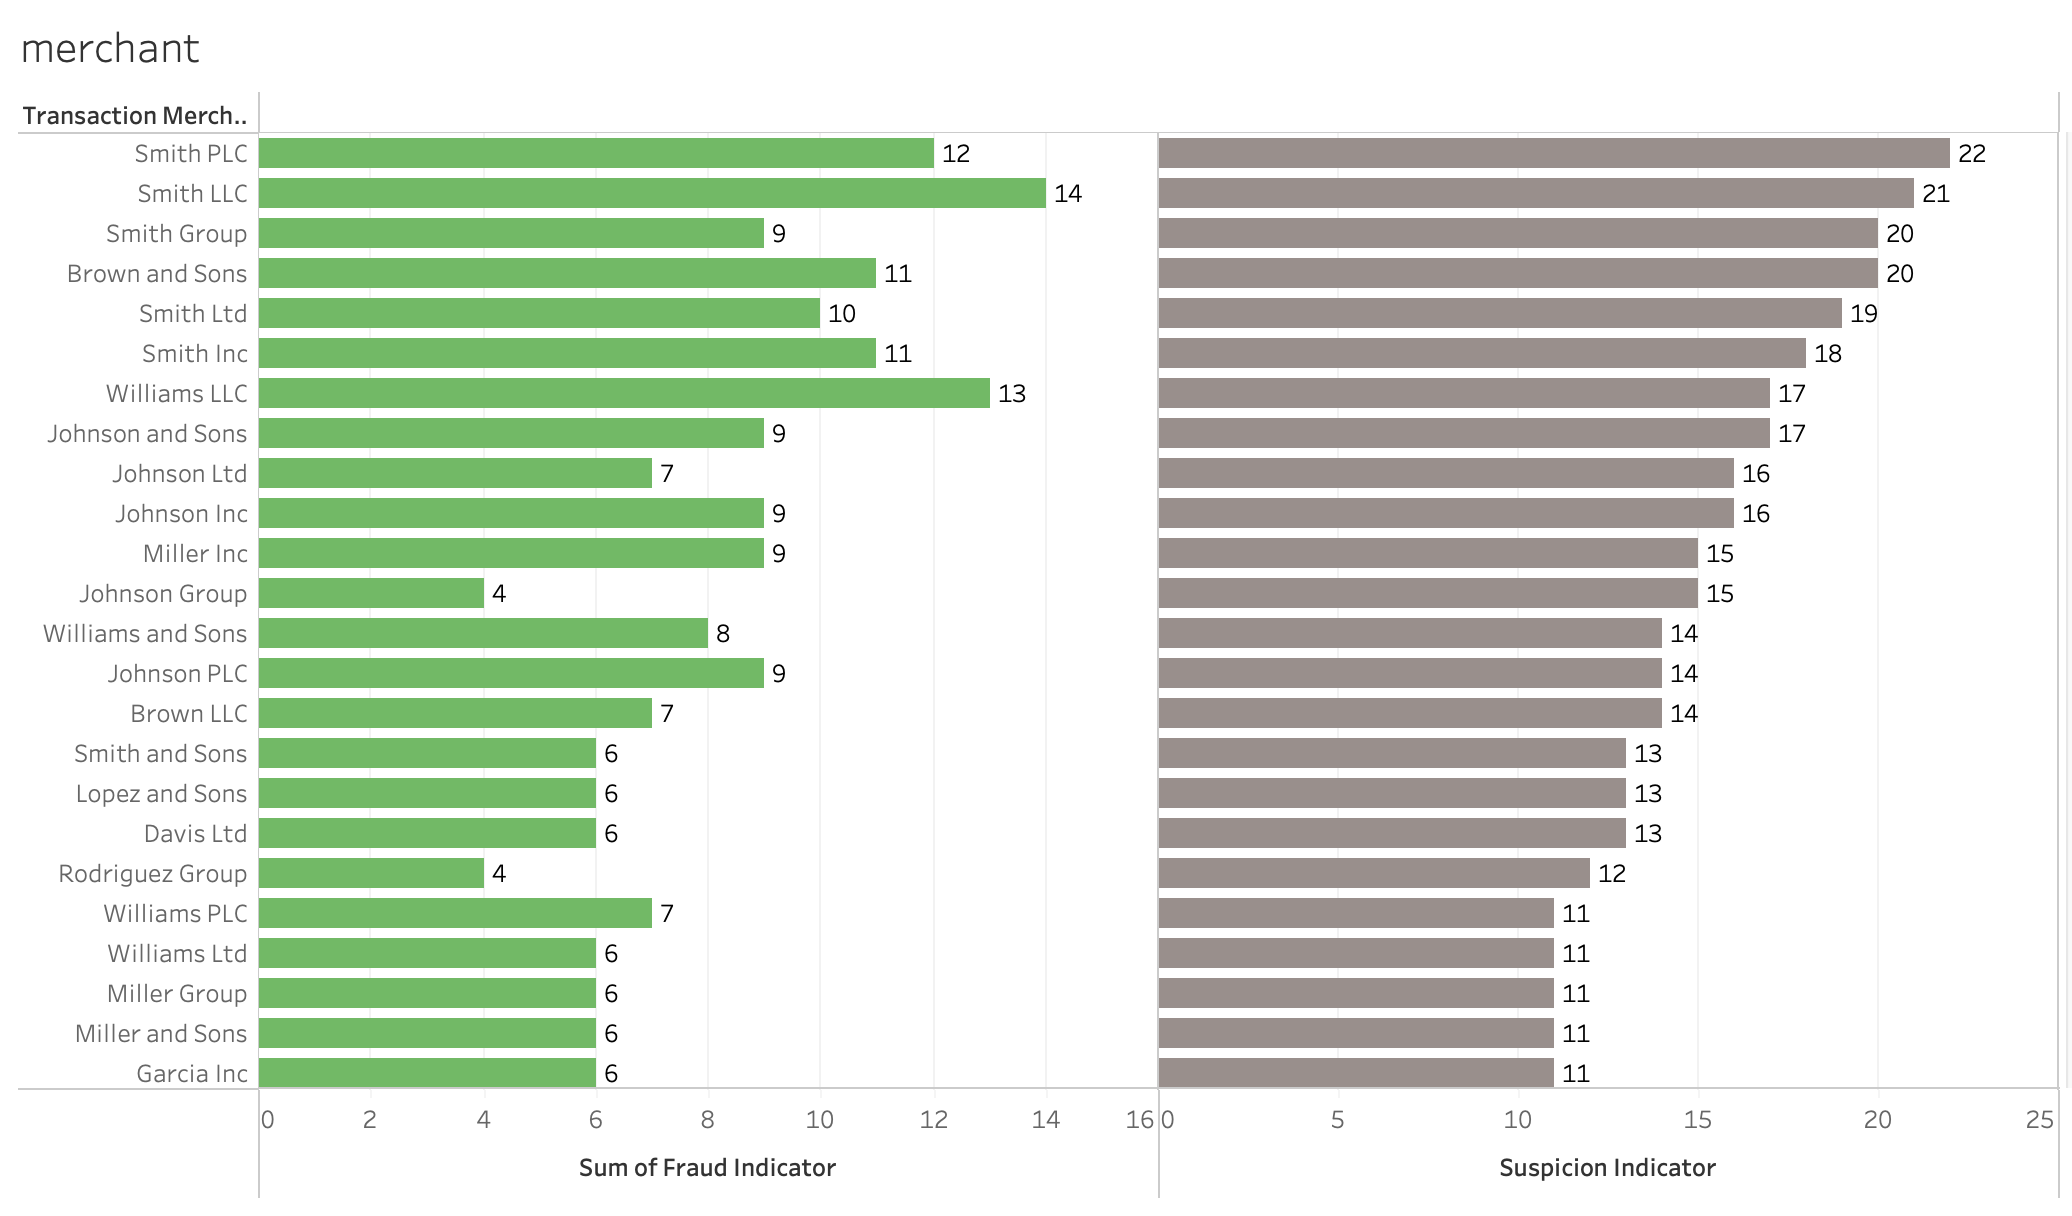 merchant
Transaction Merch..
Smith PLC 12 22
Smith LLC 14 21
Smith Group 9 20
Brown and Sons 11 20
Smith Ltd 10 19
Smith Inc 11 18
Williams LLC 13 17
Johnson and Sons 9 17
Johnson Ltd 7 16
Johnson Inc 9 16
Miller Inc 9 15
Johnson Group 4 15
Williams and Sons 8 14
Johnson PLC 9 14
Brown LLC 7 14
Smith and Sons 6 13
Lopez and Sons 6 13
Davis Ltd 6 13
Rodriguez Group 4 12
Williams PLC 7 11
Williams Ltd 6 11
Miller Group 6 11
Miller and Sons 6 11
Garcia Inc 6 11
0 2 4 6 8 10 12 14 16 0 5 10 15 20 25
Sum of Fraud Indicator Suspicion Indicator